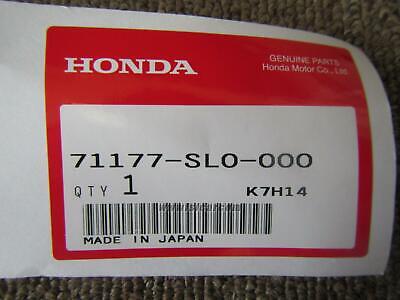 HONDA
GENUINE PARTS
Honda Motor Co., Ltd.
71177-SL0-000
QTY 1 K7H14
MADE IN JAPAN